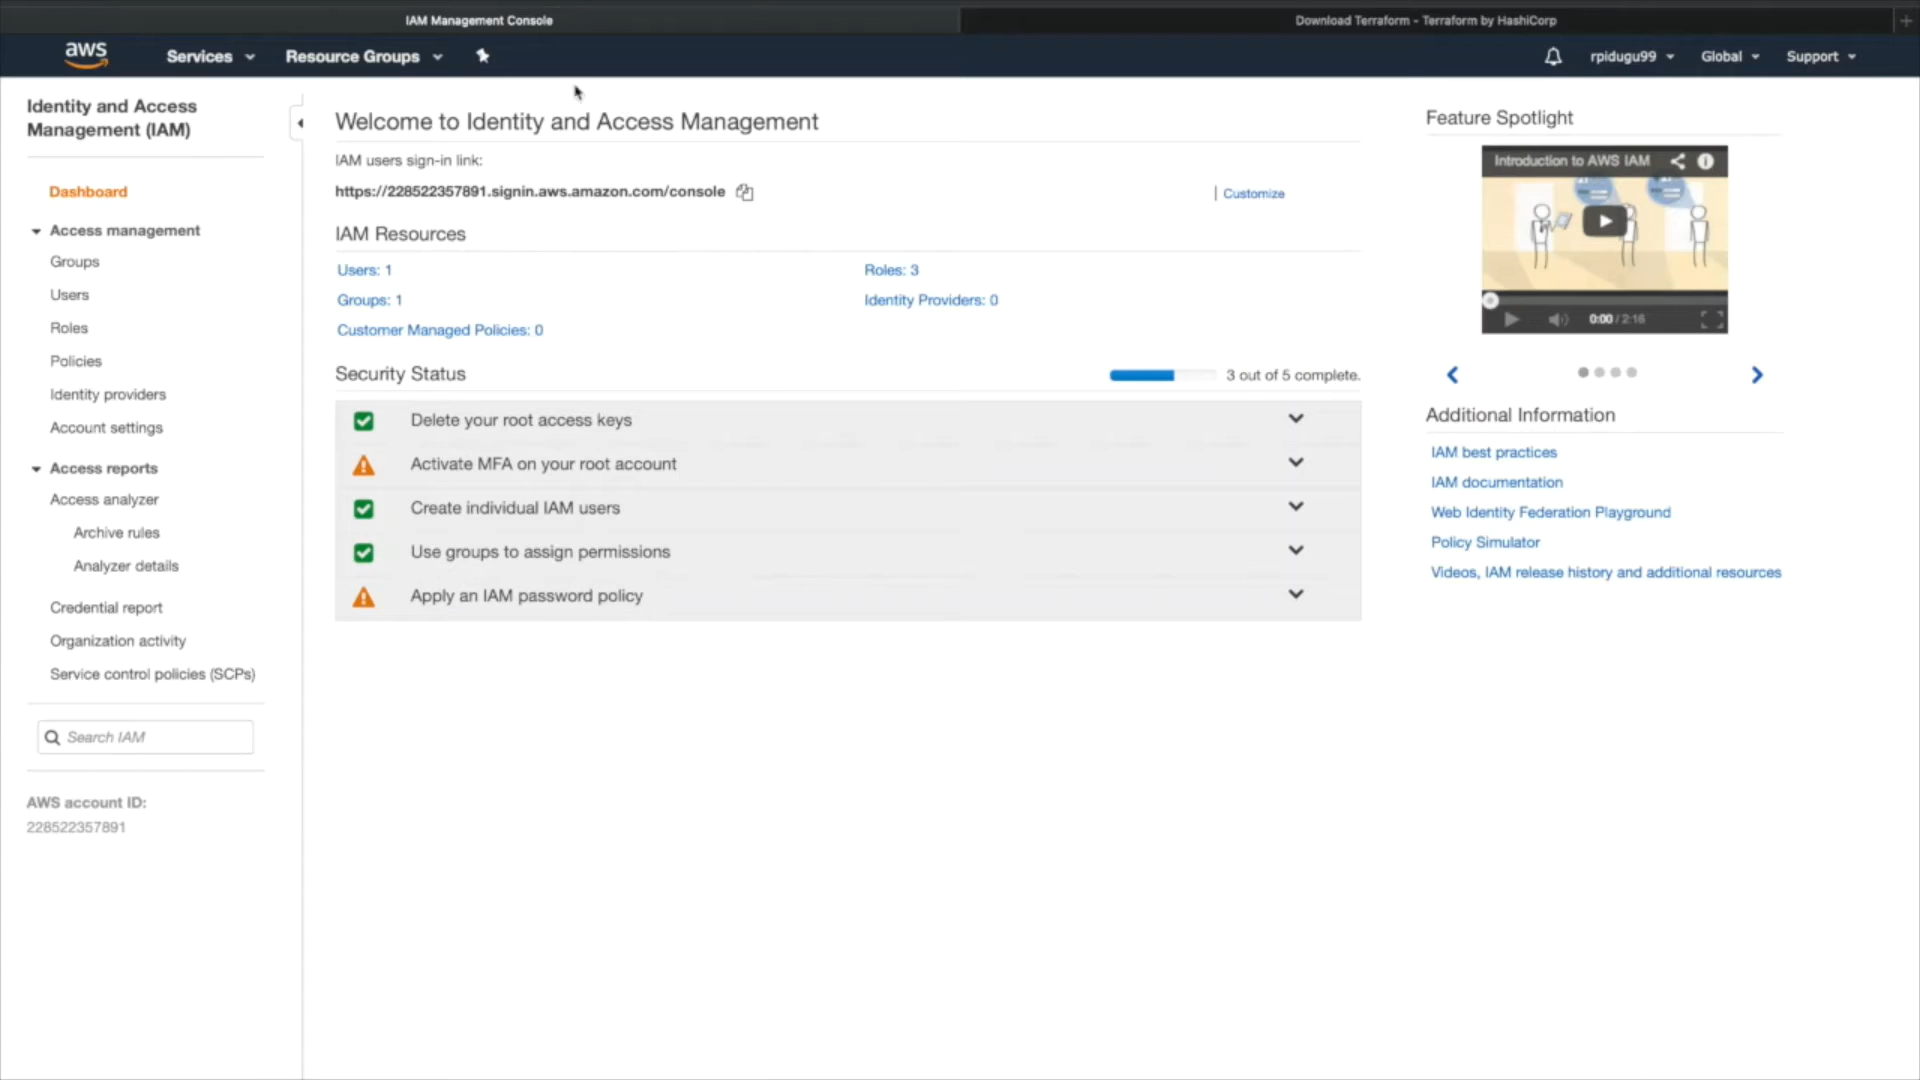 IAM Management Console
Download Terraform - Terraform by HashiCorp
aws
Services
Resource Groups
rpidugu99
Global
Support
Identity and Access
Management (IAM)
Dashboard
Access management
Groups
Users
Roles
Policies
Identity providers
Account settings
Access reports
Access analyzer
Archive rules
Analyzer details
Credential report
Organization activity
Service control policies (SCPs)
Search IAM
AWS account ID:
228522357891
Welcome to Identity and Access Management
IAM users sign-in link:
https://228522357891.signin.aws.amazon.com/console
| Customize
IAM Resources
Users: 1
Roles: 3
Groups: 1
Identity Providers: 0
Customer Managed Policies: 0
Security Status
3 out of 5 complete.
Delete your root access keys
Activate MFA on your root account
Create individual IAM users
Use groups to assign permissions
Apply an IAM password policy
Feature Spotlight
Introduction to AWS IAM
0:00 / 2:16
Additional Information
IAM best practices
IAM documentation
Web Identity Federation Playground
Policy Simulator
Videos, IAM release history and additional resources